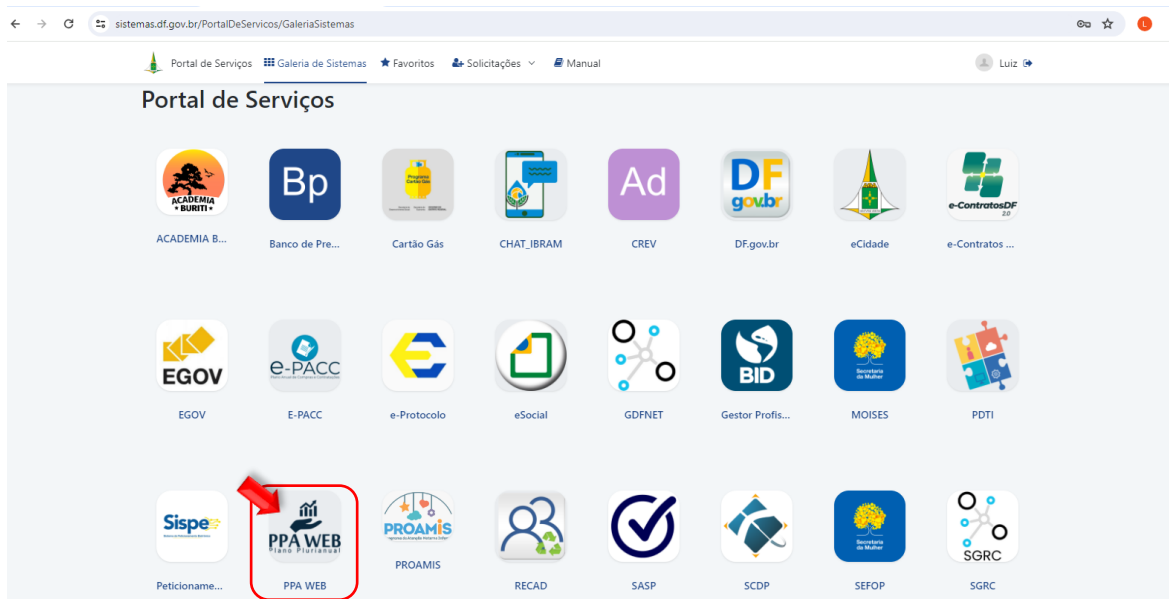 sistemas.df.gov.br/PortalDeServicos/GaleriaSistemas
L
Portal de Serviços Galeria de Sistemas Favoritos Solicitações Manual Luiz
Portal de Serviços
ACADEMIA
★ BURITI ★
Bp
Programa
Cartão Gás
Ad
DF
gov.br
e-ContratosDF
2.0
ACADEMIA B... Banco de Pre... Cartão Gás CHAT_IBRAM CREV DF.gov.br eCidade e-Contratos ...
EGOV
e-PACC
BID
Secretaria
da Mulher
EGOV E-PACC e-Protocolo eSocial GDFNET Gestor Profis... MOISES PDTI
Sispe
PPA WEB
Plano Plurianual
PROAMIS
Secretaria
da Mulher
SGRC
Peticioname... PPA WEB PROAMIS RECAD SASP SCDP SEFOP SGRC